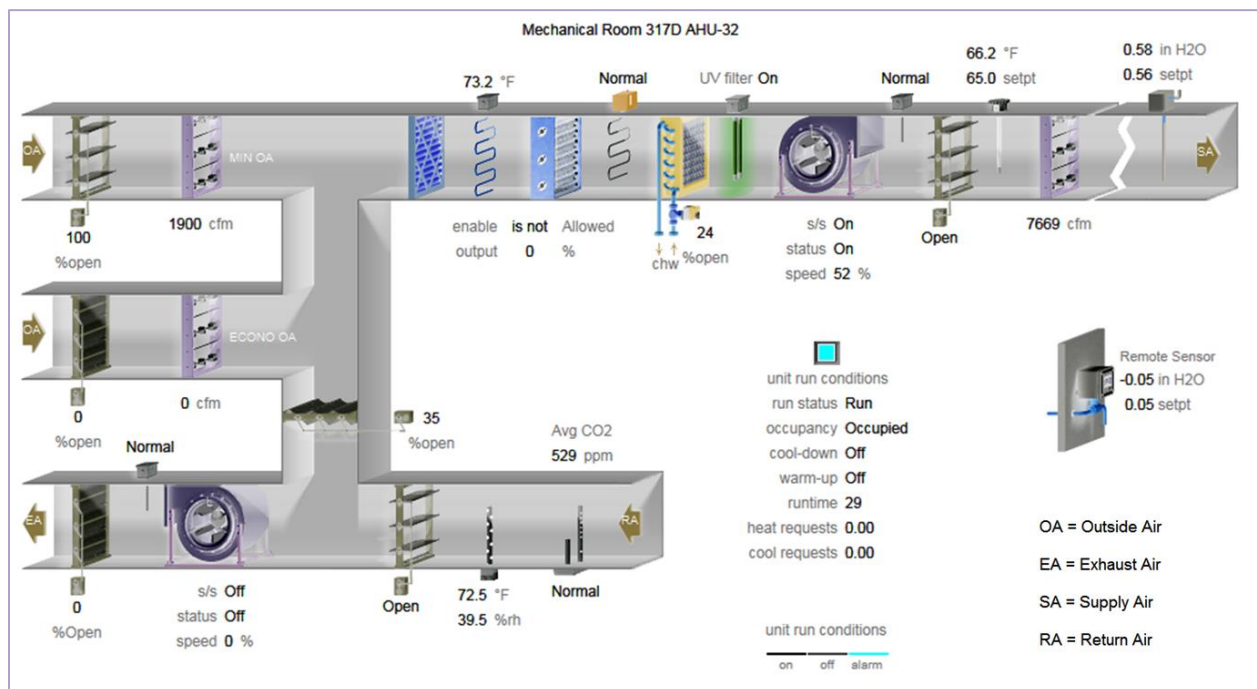 Mechanical Room 317D AHU-32
73.2 °F
Normal
UV filter On
Normal
66.2 °F
65.0 setpt
0.58 in H2O
0.56 setpt
OA
MIN OA
SA
100
%open
1900 cfm
enable is not Allowed
output 0 %
chw
24
%open
s/s On
status On
speed 52 %
Open
7669 cfm
OA
ECONO OA
0
%open
0 cfm
35
%open
Normal
Avg CO2
529 ppm
EA
RA
0
%Open
s/s Off
status Off
speed 0 %
Open
72.5 °F
39.5 %rh
Normal
unit run conditions
run status Run
occupancy Occupied
cool-down Off
warm-up Off
runtime 29
heat requests 0.00
cool requests 0.00
unit run conditions
on off alarm
Remote Sensor
-0.05 in H2O
0.05 setpt
OA = Outside Air
EA = Exhaust Air
SA = Supply Air
RA = Return Air